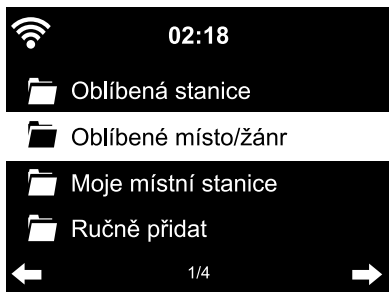 02:18
Oblíbená stanice
Oblíbené místo/žánr
Moje místní stanice
Ručně přidat
1/4